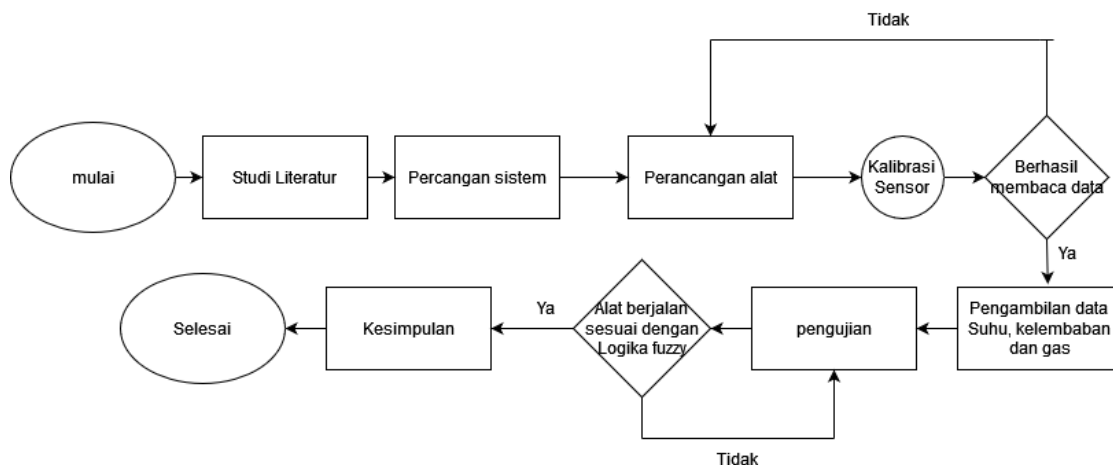 Tidak
mulai
Studi Literatur
Percangan sistem
Perancangan alat
Kalibrasi
Sensor
Berhasil
membaca data
Ya
Pengambilan data
Suhu, kelembaban
dan gas
pengujian
Alat berjalan
sesuai dengan
Logika fuzzy
Ya
Kesimpulan
Selesai
Tidak